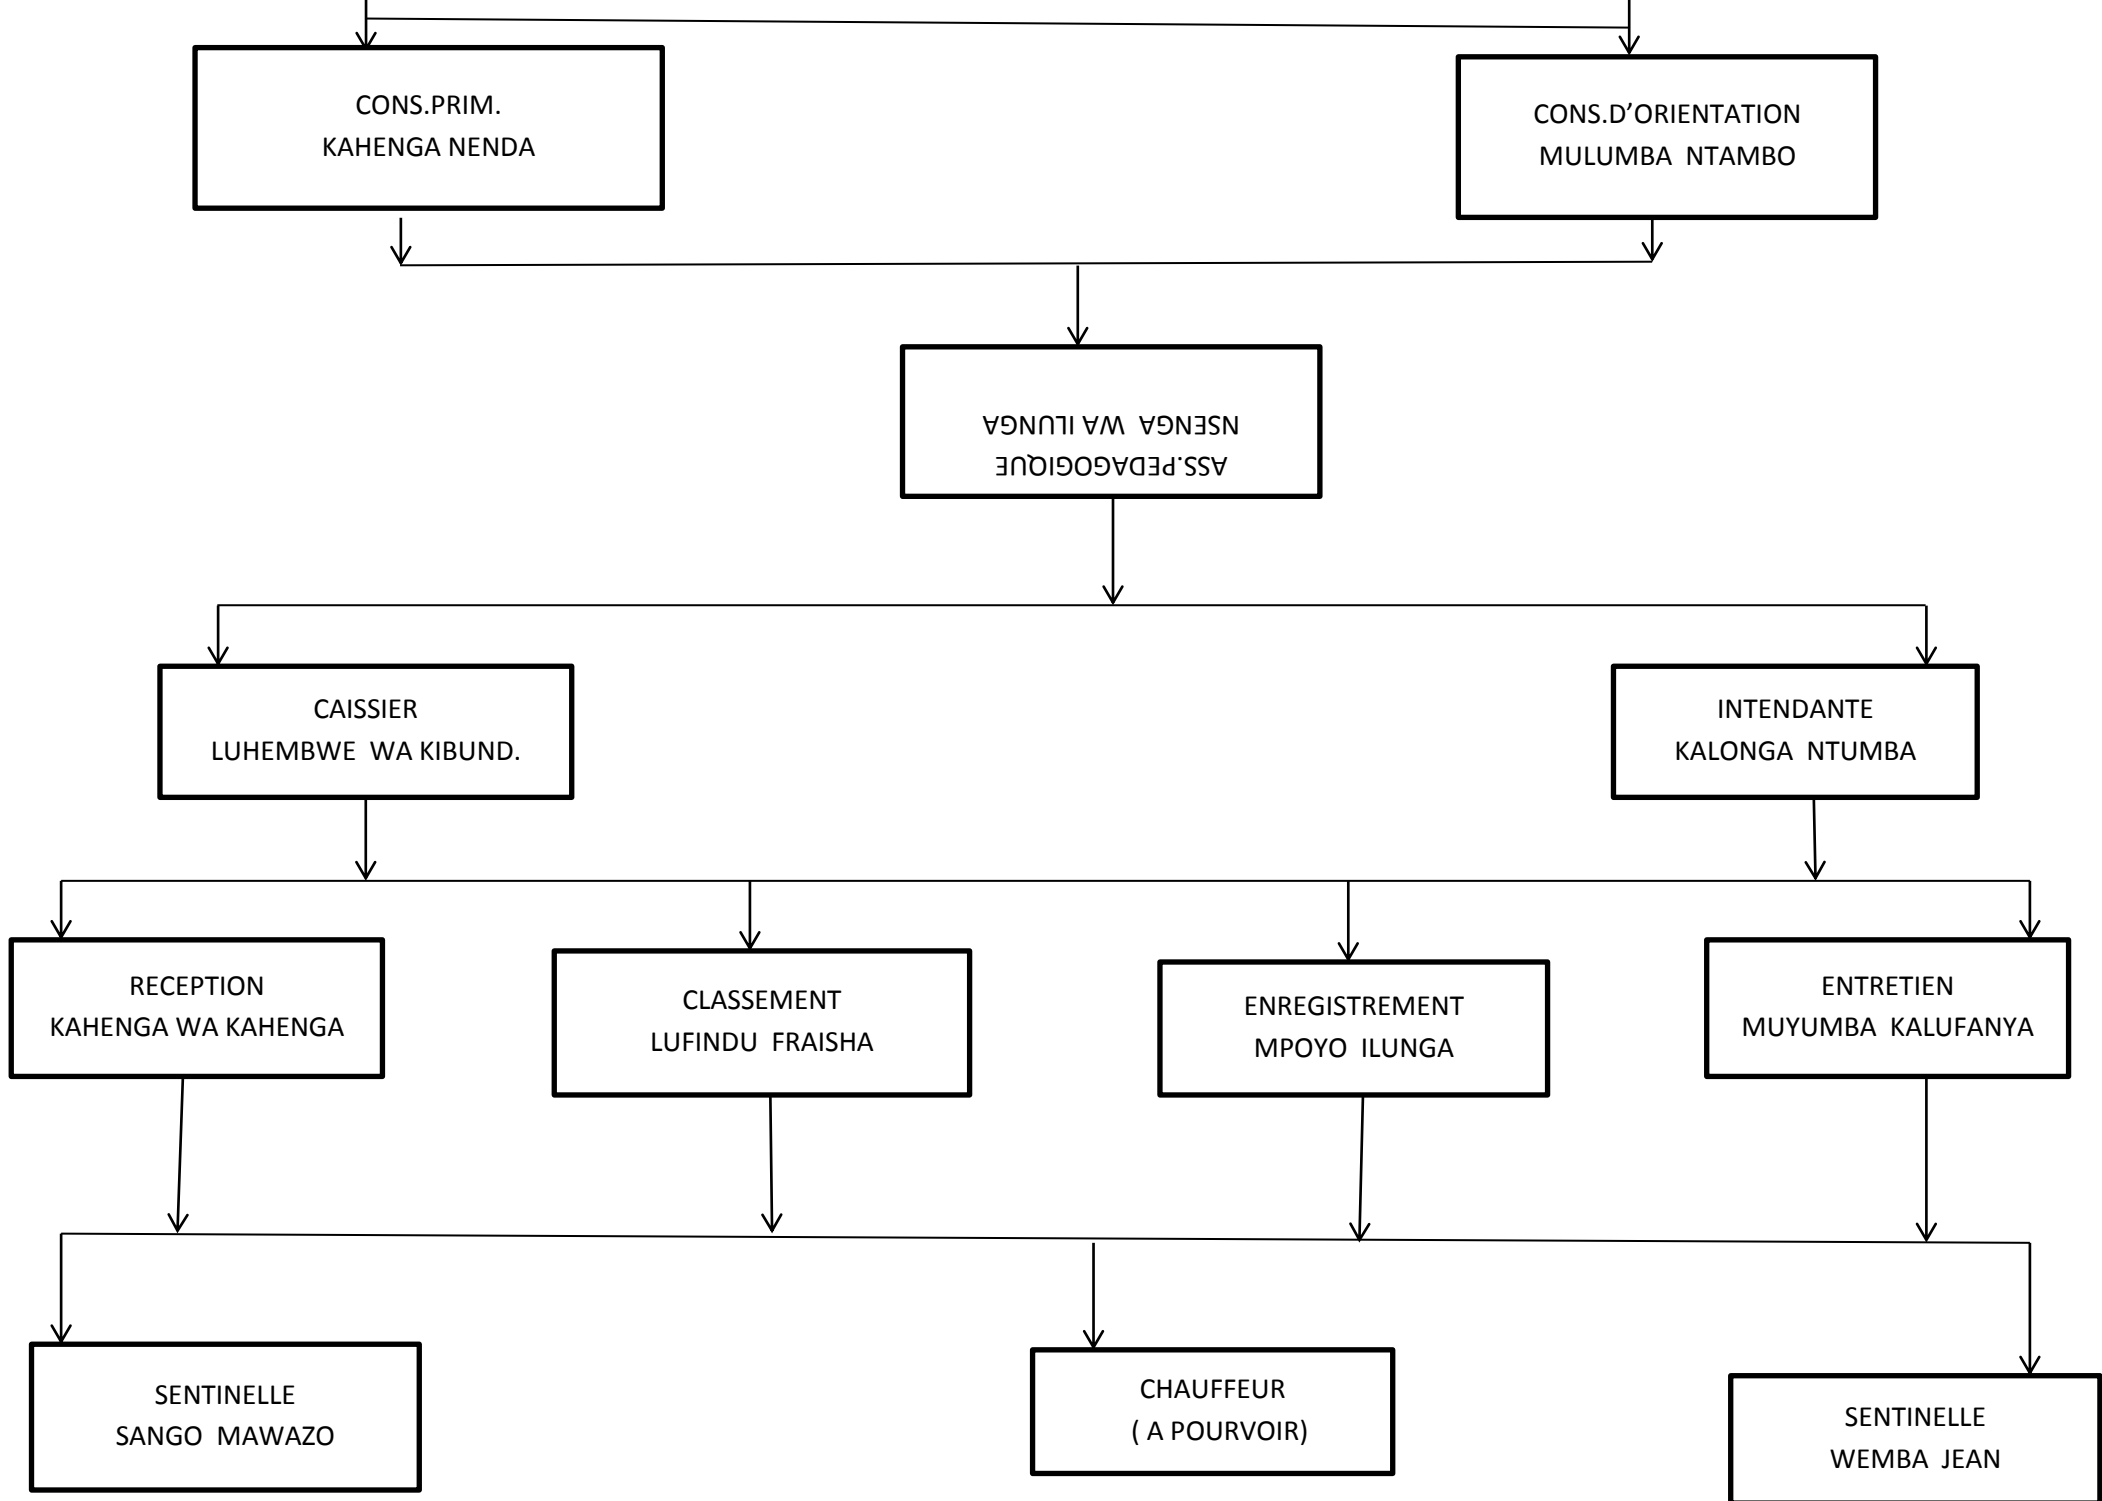 CONS.PRIM.
KAHENGA NENDA
CONS.D’ORIENTATION
MULUMBA NTAMBO
ASS.PEDAGOGIQUE
NSENGA WA ILUNGA
CAISSIER
LUHEMBWE WA KIBUND.
INTENDANTE
KALONGA NTUMBA
RECEPTION
KAHENGA WA KAHENGA
CLASSEMENT
LUFINDU FRAISHA
ENREGISTREMENT
MPOYO ILUNGA
ENTRETIEN
MUYUMBA KALUFANYA
SENTINELLE
SANGO MAWAZO
CHAUFFEUR
( A POURVOIR)
SENTINELLE
WEMBA JEAN